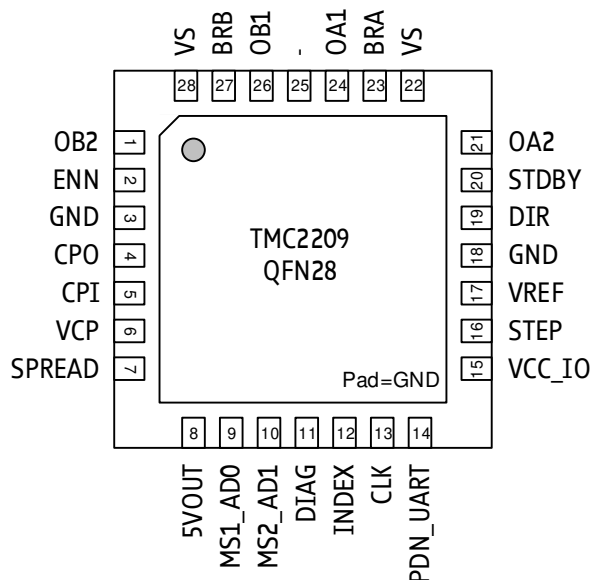 VS
BRB
OB1
-
OA1
BRA
VS
28
27
26
25
24
23
22
OB2 1
ENN 2
GND 3
CPO 4
CPI 5
VCP 6
SPREAD 7
TMC2209
QFN28
Pad=GND
21 OA2
20 STDBY
19 DIR
18 GND
17 VREF
16 STEP
15 VCC_IO
8
9
10
11
12
13
14
5VOUT
MS1_AD0
MS2_AD1
DIAG
INDEX
CLK
PDN_UART